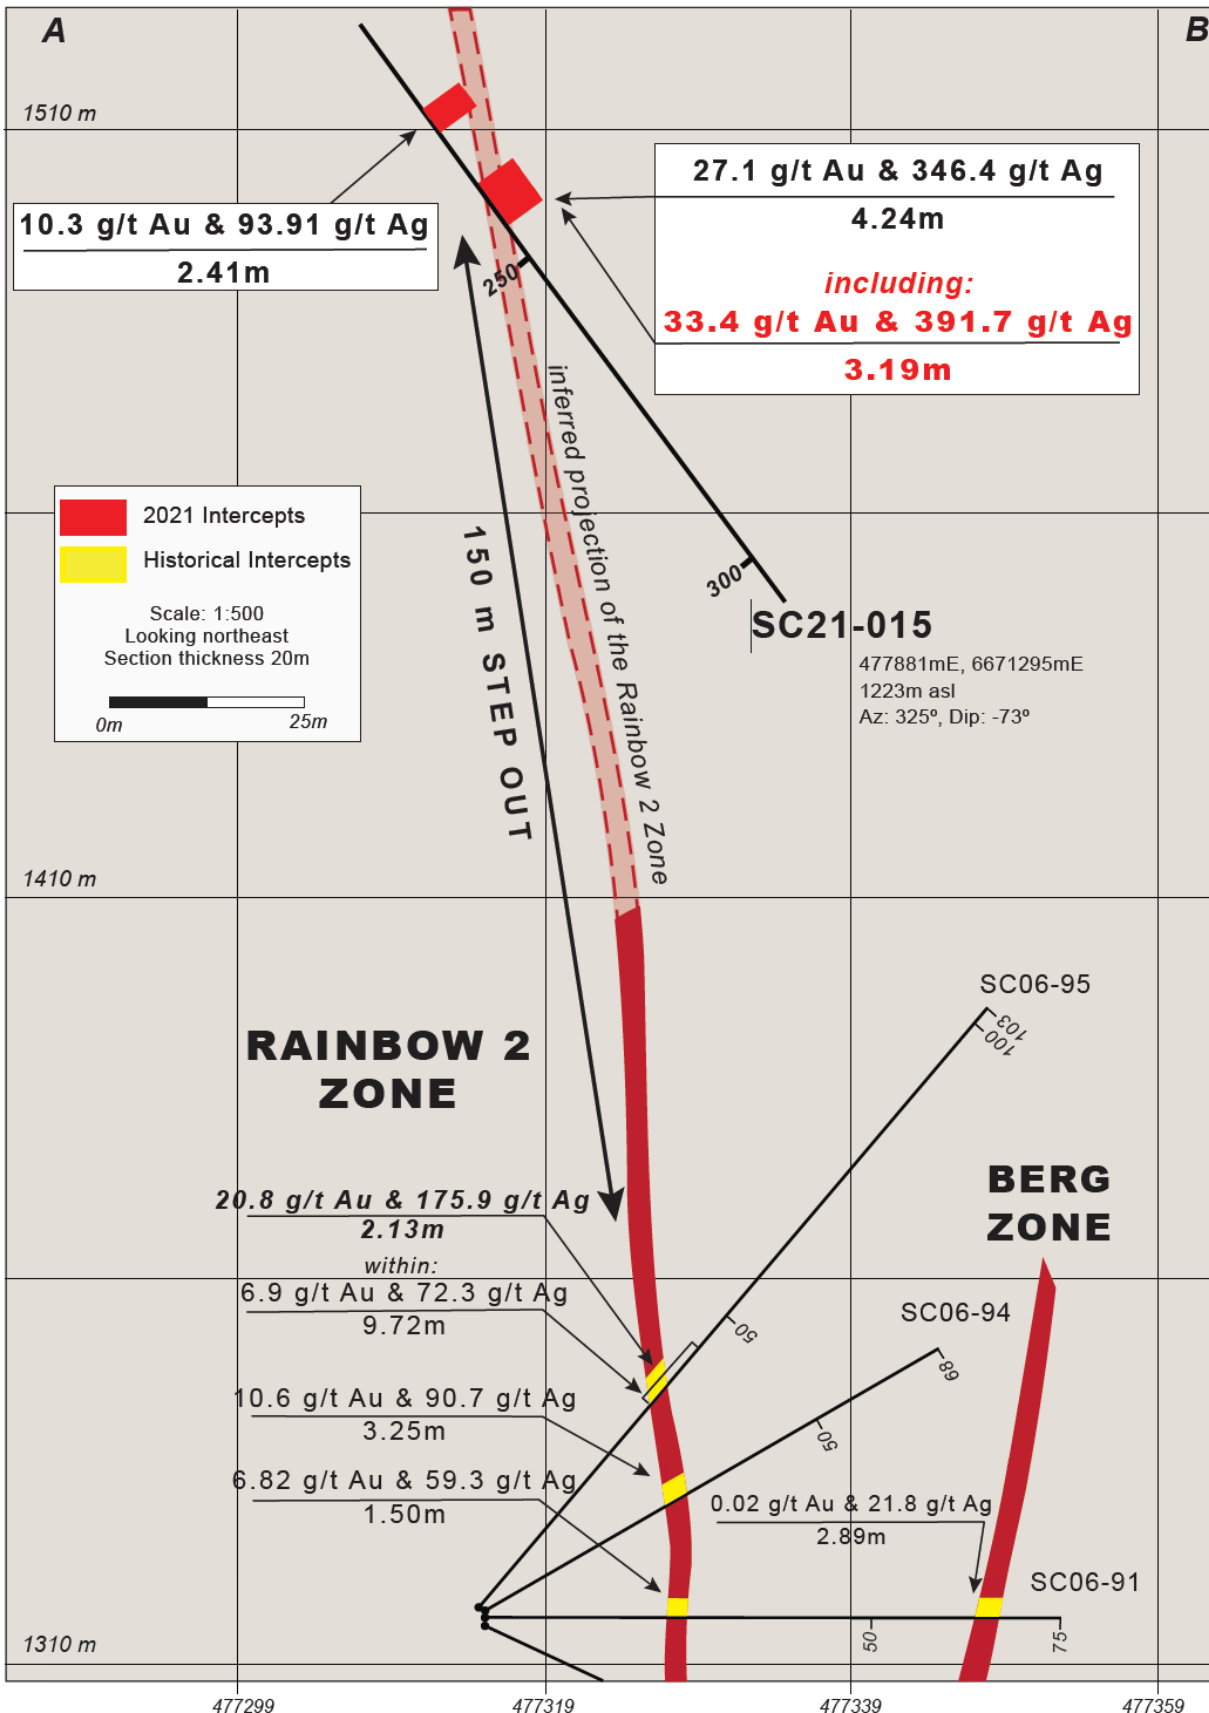 A
B
1510 m
27.1 g/t Au & 346.4 g/t Ag
4.24m
including:
33.4 g/t Au & 391.7 g/t Ag
3.19m
10.3 g/t Au & 93.91 g/t Ag
2.41m
250
inferred projection of the Rainbow 2 Zone
2021 Intercepts
Historical Intercepts
Scale: 1:500
Looking northeast
Section thickness 20m
0m
25m
150 m STEP OUT
300
SC21-015
477881mE, 6671295mE
1223m asl
Az: 325º, Dip: -73º
1410 m
SC06-95
103
100
RAINBOW 2
ZONE
BERG
ZONE
20.8 g/t Au & 175.9 g/t Ag
2.13m
within:
6.9 g/t Au & 72.3 g/t Ag
9.72m
50
SC06-94
68
10.6 g/t Au & 90.7 g/t Ag
3.25m
50
6.82 g/t Au & 59.3 g/t Ag
1.50m
0.02 g/t Au & 21.8 g/t Ag
2.89m
SC06-91
50
75
1310 m
477299
477319
477339
477359